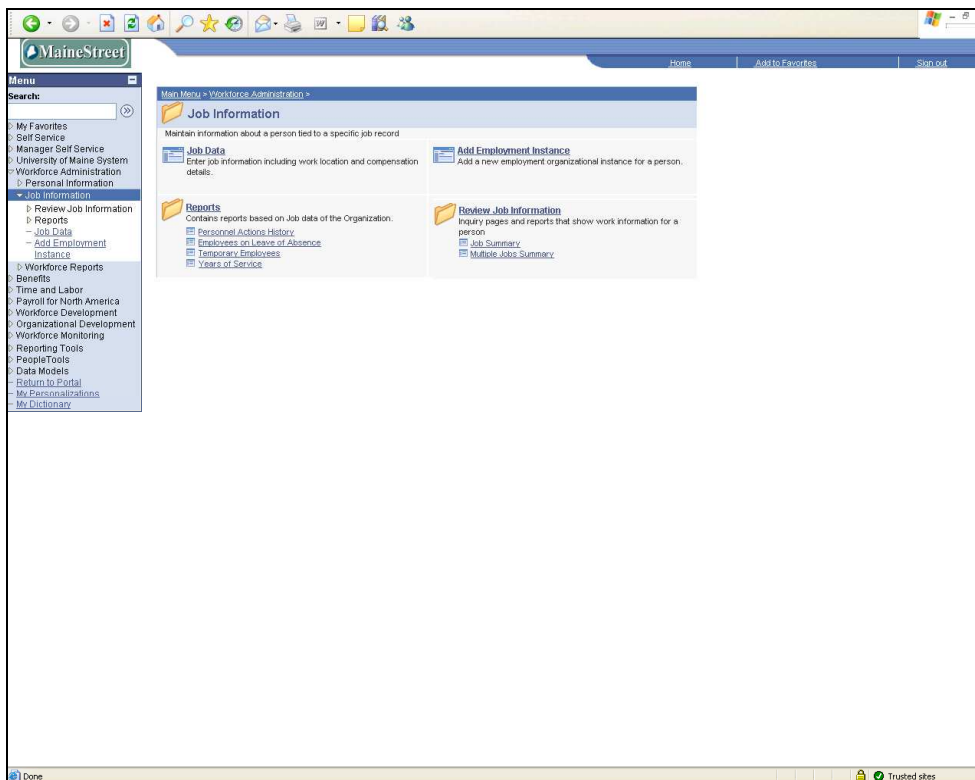 MaineStreet
Home
Add to Favorites
Sign out
Menu
Search:
My Favorites
Self Service
Manager Self Service
University of Maine System
Workforce Administration
Personal Information
Job Information
Review Job Information
Reports
Job Data
Add Employment
Instance
Workforce Reports
Benefits
Time and Labor
Payroll for North America
Workforce Development
Organizational Development
Workforce Monitoring
Reporting Tools
PeopleTools
Data Models
Return to Portal
My Personalizations
My Dictionary
Main Menu > Workforce Administration >
Job Information
Maintain information about a person tied to a specific job record
Job Data
Enter job information including work location and compensation
details.
Add Employment Instance
Add a new employment organizational instance for a person.
Reports
Contains reports based on Job data of the Organization.
Personnel Actions History
Employees on Leave of Absence
Temporary Employees
Years of Service
Review Job Information
Inquiry pages and reports that show work information for a
person
Job Summary
Multiple Jobs Summary
Done
Trusted sites